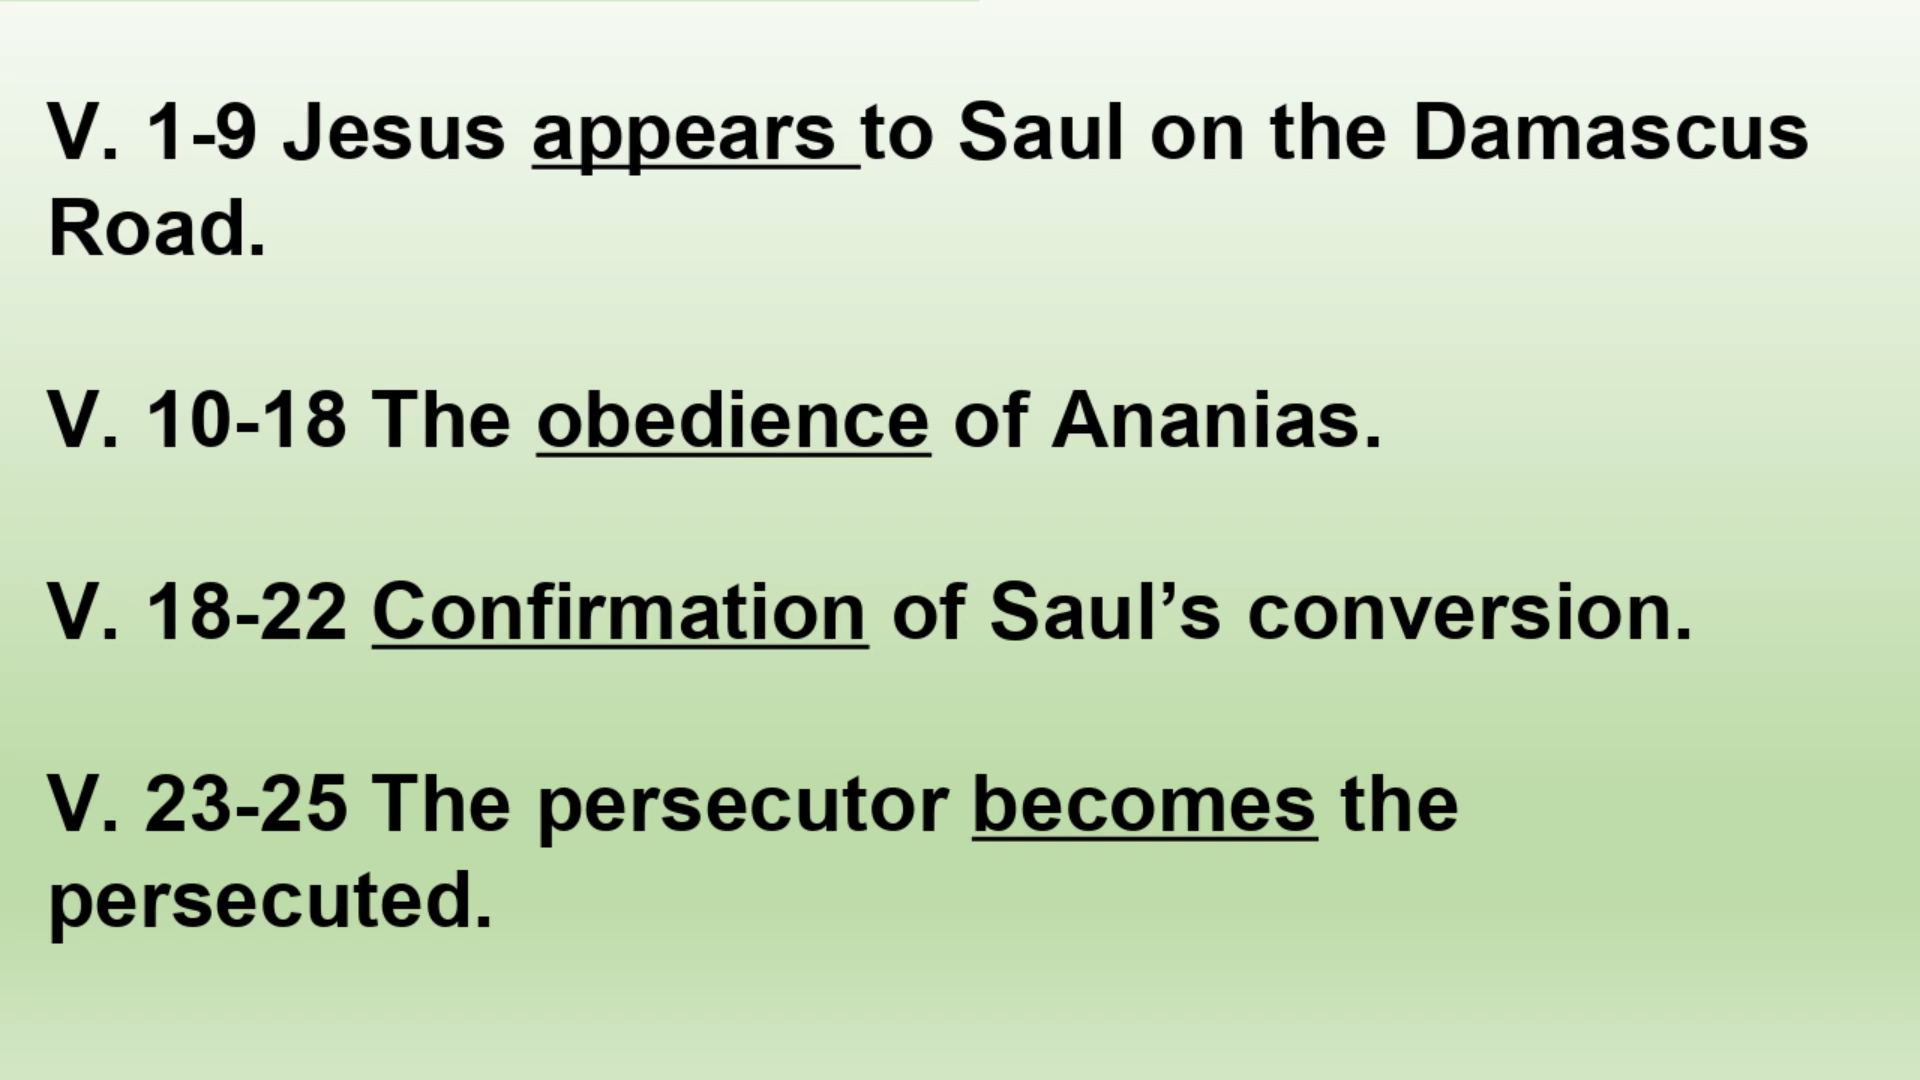 V. 1-9 Jesus appears to Saul on the Damascus
Road.
V. 10-18 The obedience of Ananias.
V. 18-22 Confirmation of Saul’s conversion.
V. 23-25 The persecutor becomes the
persecuted.